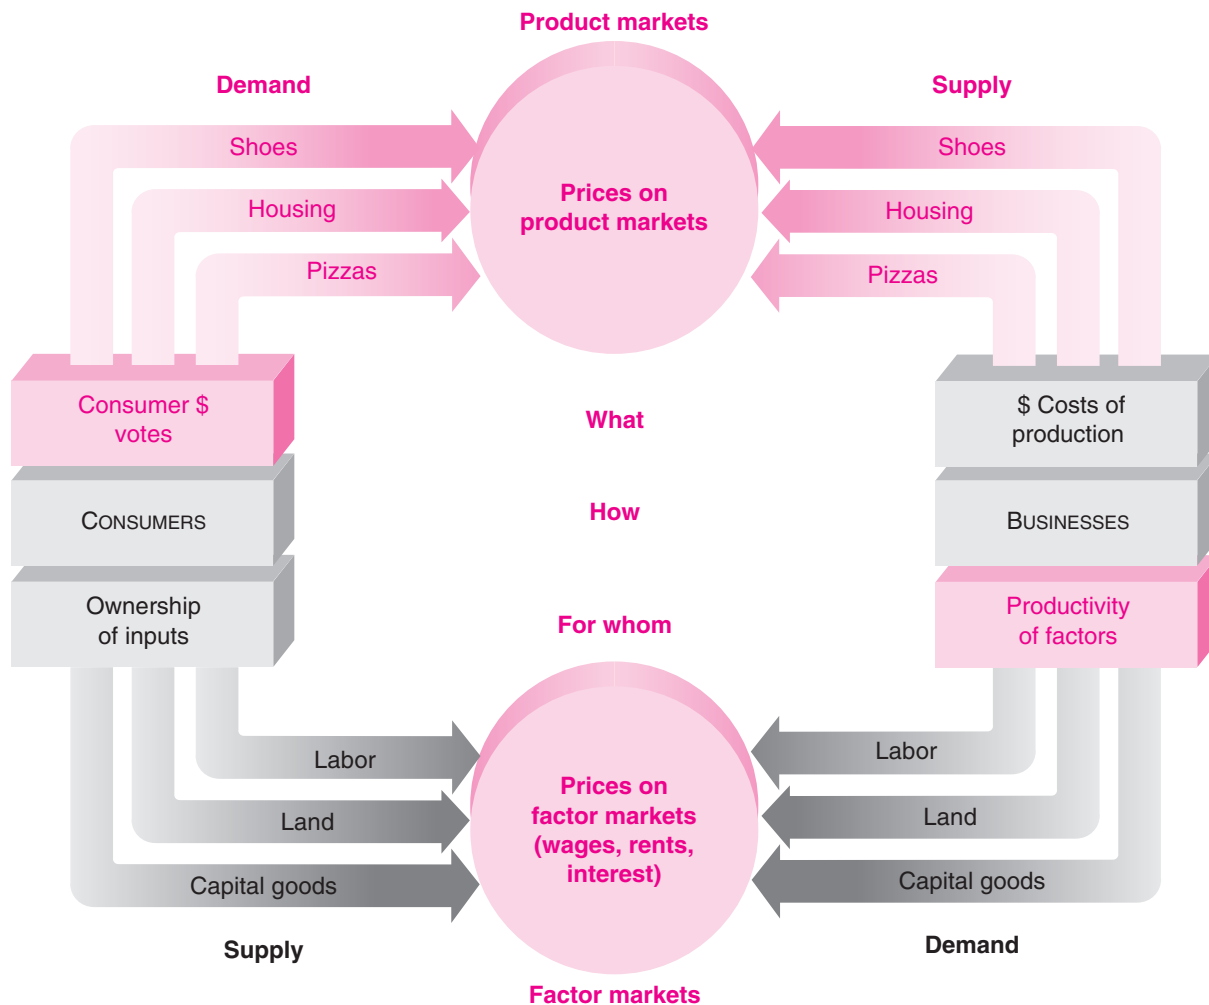 Product markets
Demand
Supply
Shoes
Shoes
Housing
Housing
Pizzas
Pizzas
Prices on
product markets
Consumer $
votes
What
$ Costs of
production
CONSUMERS
How
BUSINESSES
Ownership
of inputs
For whom
Productivity
of factors
Labor
Labor
Land
Land
Capital goods
Capital goods
Prices on
factor markets
(wages, rents,
interest)
Supply
Demand
Factor markets